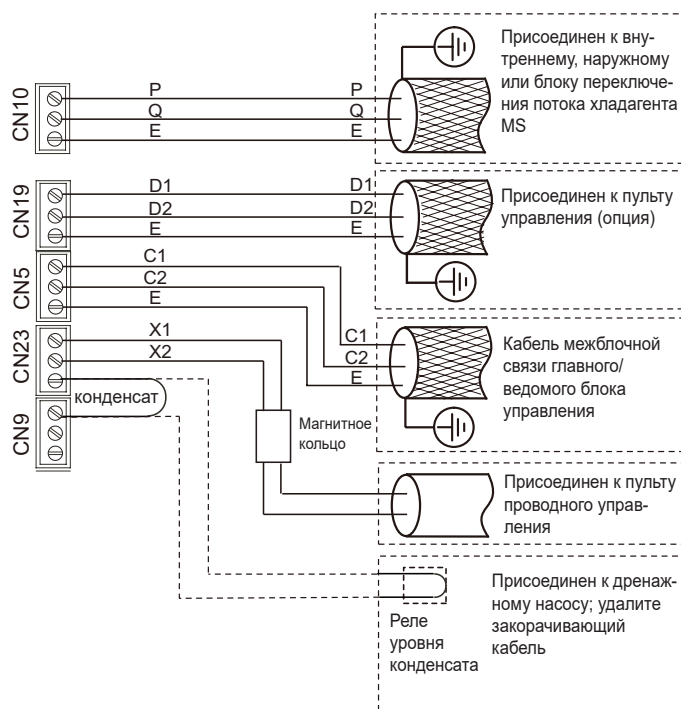 Присоединен к вну-
треннему, наружному
или блоку переключе-
ния потока хладагента
MS
CN10
P
P
Q
Q
E
E
CN19
D1
D1
D2
D2
E
E
Присоединен к пульту
управления (опция)
CN5
C1
C2
E
CN23
X1
X2
C1
C2
E
Кабель межблочной
связи главного/
ведомого блока
управления
CN9
конденсат
Магнитное
кольцо
Присоединен к пульту
проводного управ-
ления
Реле
уровня
конденсата
Присоединен к дренаж-
ному насосу; удалите
закорачивающий
кабель